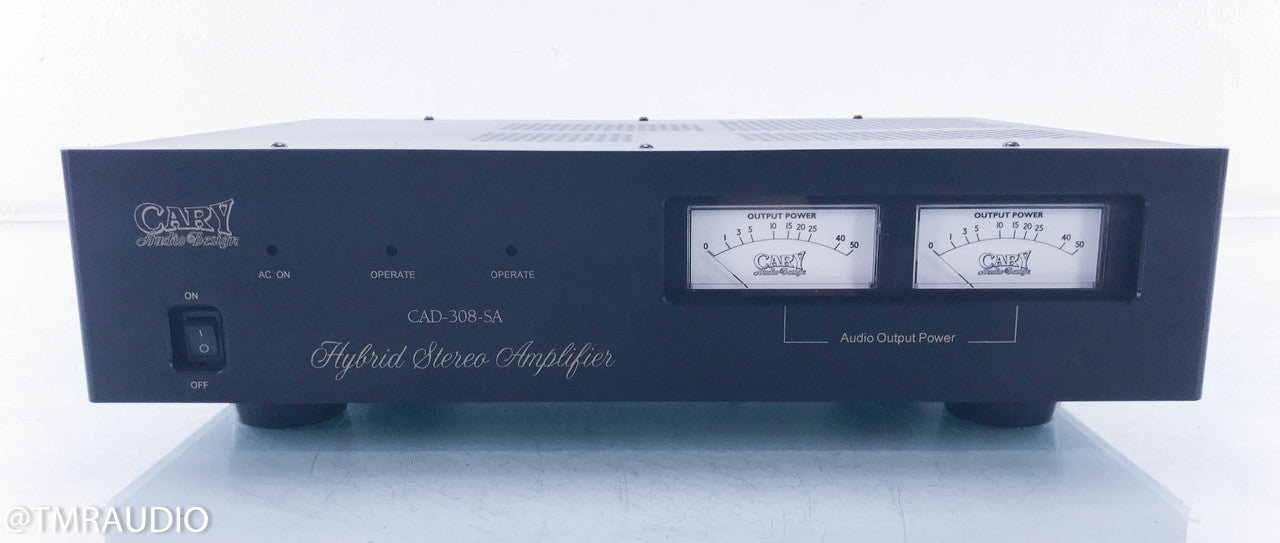 CARY
Audio Design
AC ON
OPERATE
OPERATE
ON
I
O
OFF
CAD-308-SA
Hybrid Stereo Amplifier
OUTPUT POWER
0 1 3 5 10 15 20 25 40 50
CARY
Audio Design
OUTPUT POWER
0 1 3 5 10 15 20 25 40 50
CARY
Audio Design
Audio Output Power
@TMRAUDIO